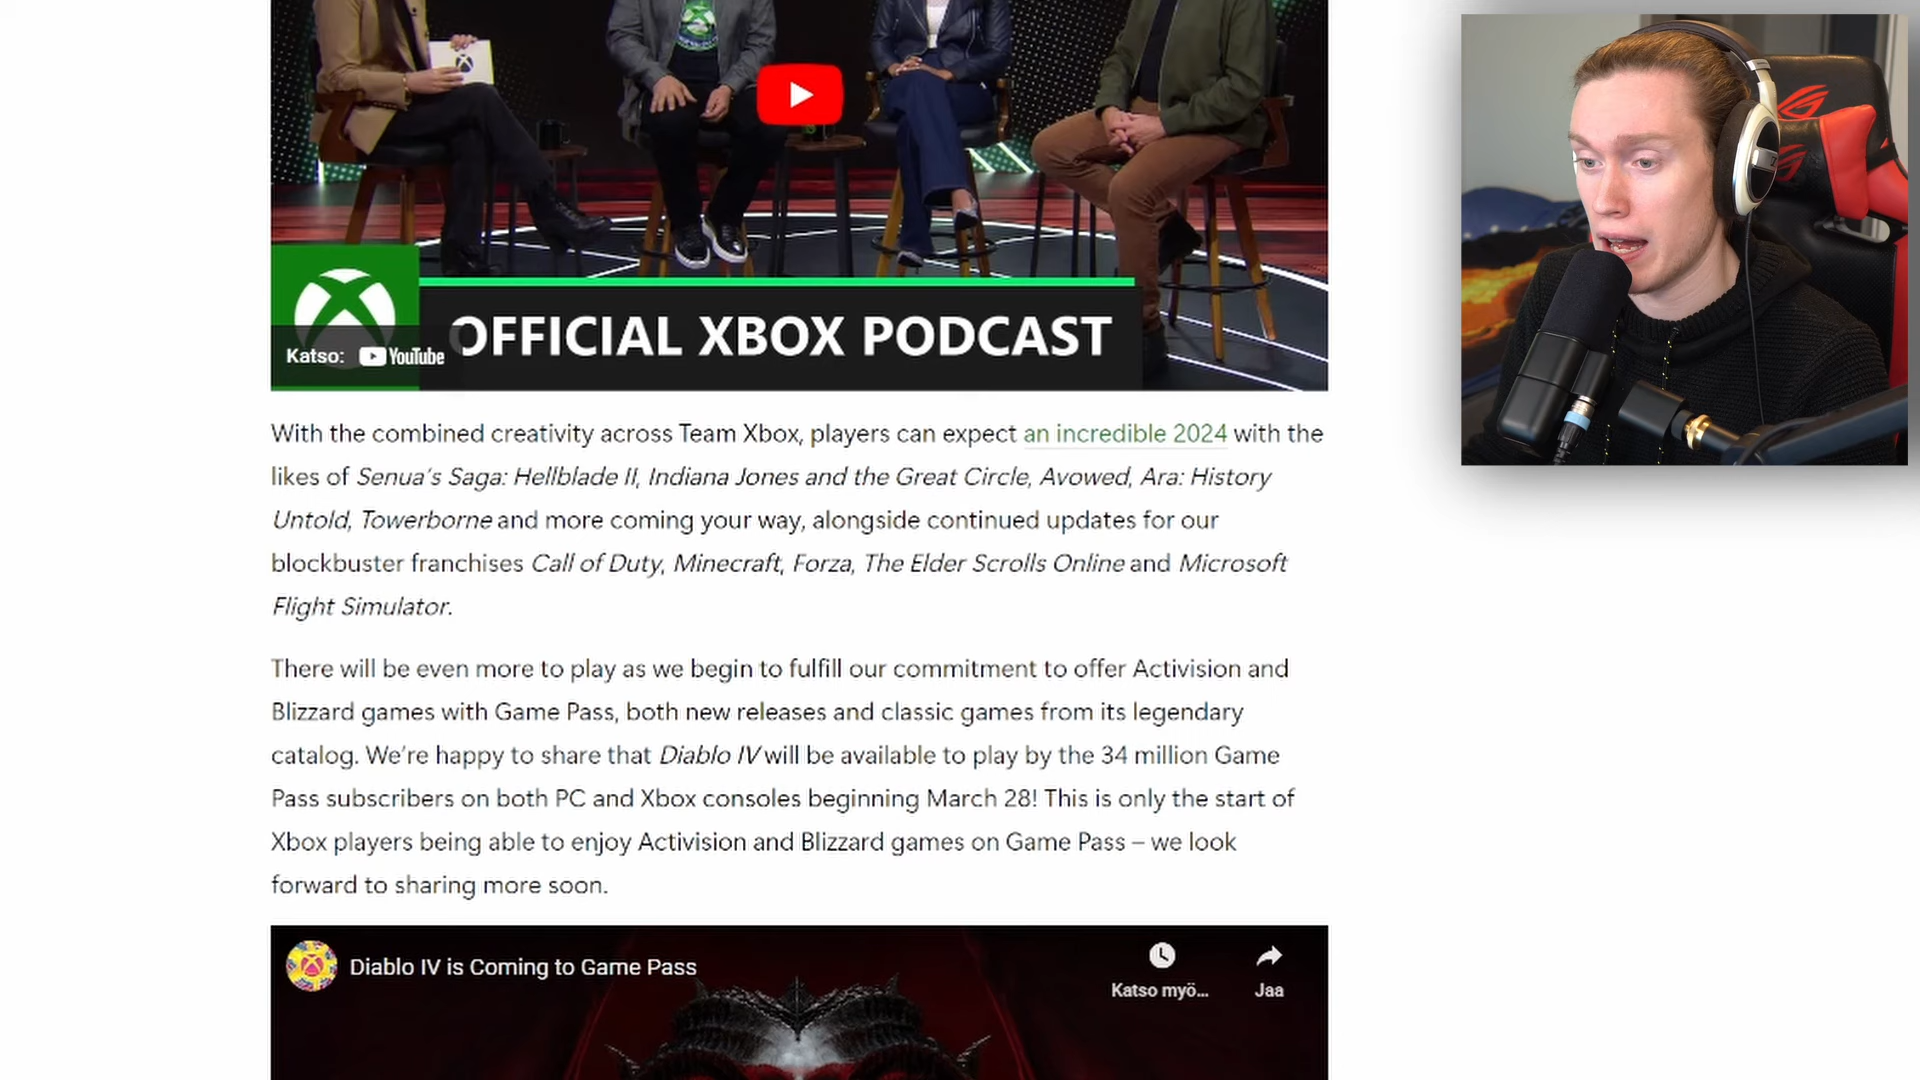 OFFICIAL XBOX PODCAST
Katso: YouTube
With the combined creativity across Team Xbox, players can expect an incredible 2024 with the
likes of Senua's Saga: Hellblade II, Indiana Jones and the Great Circle, Avowed, Ara: History
Untold, Towerborne and more coming your way, alongside continued updates for our
blockbuster franchises Call of Duty, Minecraft, Forza, The Elder Scrolls Online and Microsoft
Flight Simulator.
There will be even more to play as we begin to fulfill our commitment to offer Activision and
Blizzard games with Game Pass, both new releases and classic games from its legendary
catalog. We're happy to share that Diablo IV will be available to play by the 34 million Game
Pass subscribers on both PC and Xbox consoles beginning March 28! This is only the start of
Xbox players being able to enjoy Activision and Blizzard games on Game Pass – we look
forward to sharing more soon.
Diablo IV is Coming to Game Pass
Katso myö...
Jaa